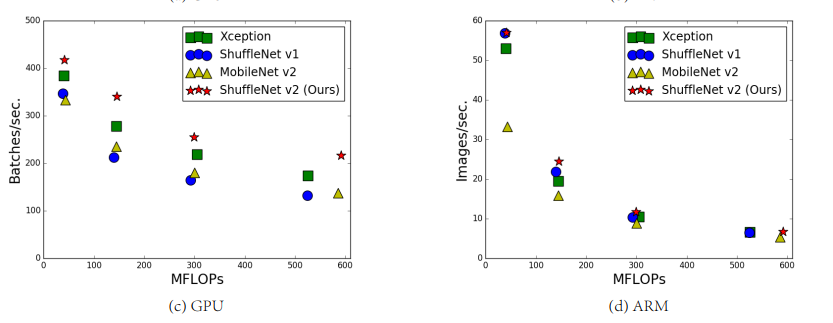 500
400
300
200
100
0
Batches/sec.
Xception
ShuffleNet v1
MobileNet v2
ShuffleNet v2 (Ours)
0 100 200 300 400 500 600
MFLOPs
(c) GPU
60
50
40
30
20
10
0
Images/sec.
Xception
ShuffleNet v1
MobileNet v2
ShuffleNet v2 (Ours)
0 100 200 300 400 500 600
MFLOPs
(d) ARM